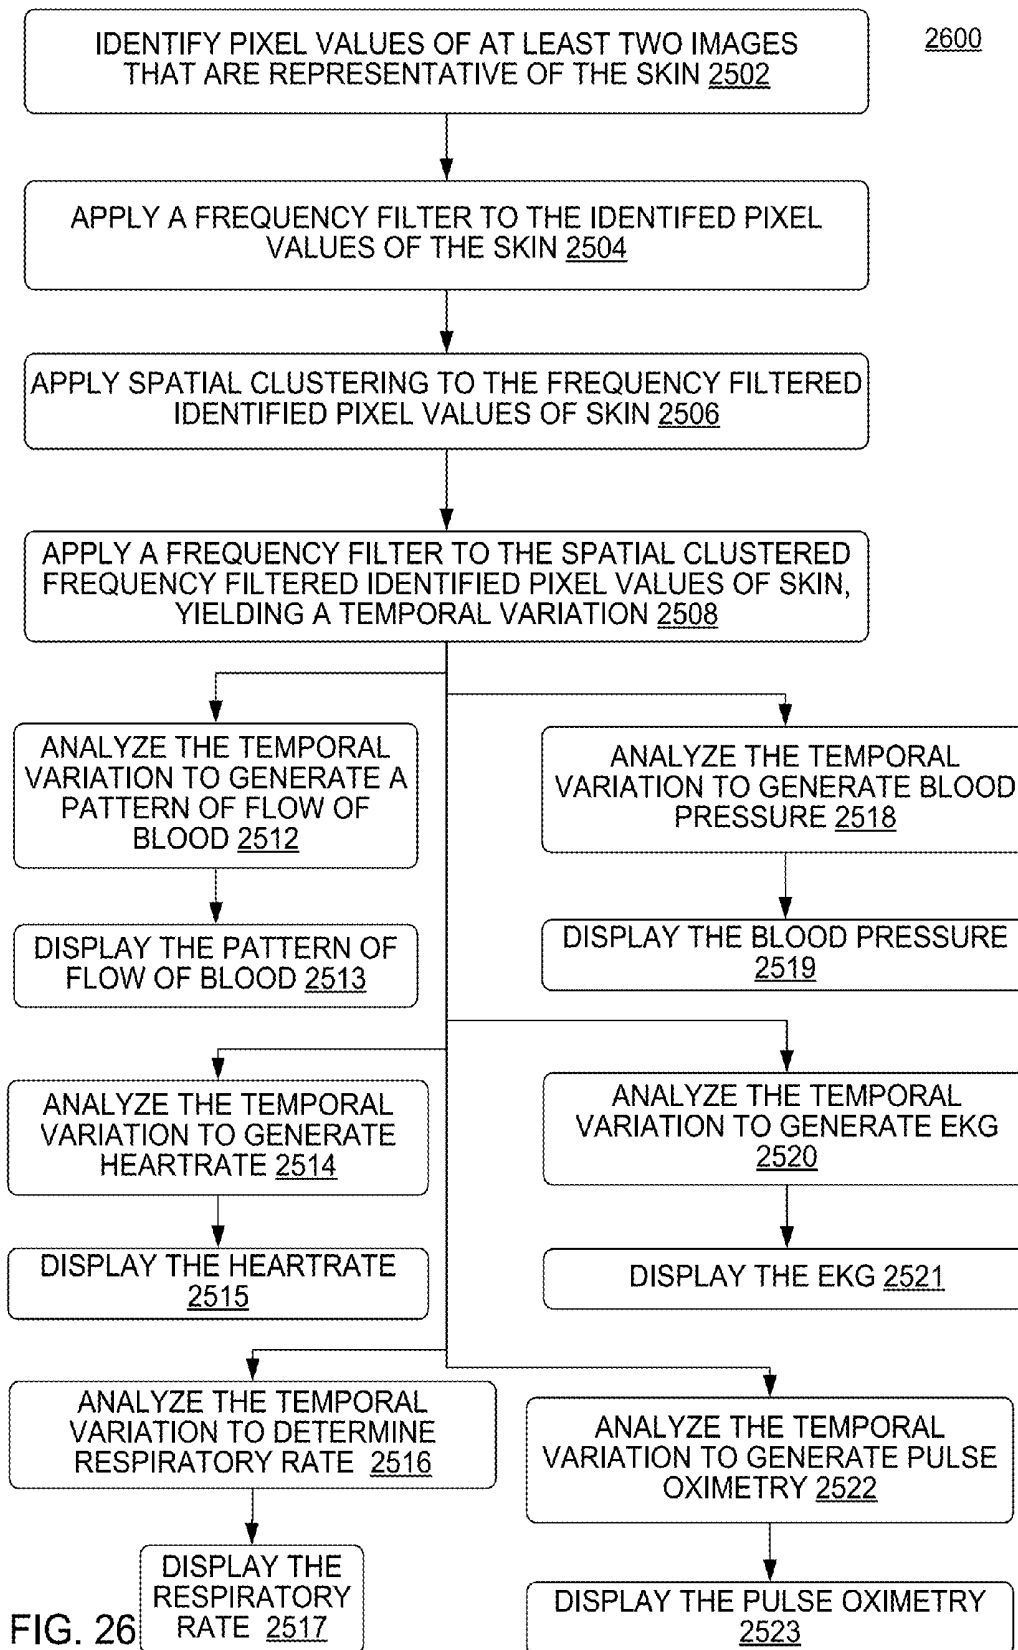 IDENTIFY PIXEL VALUES OF AT LEAST TWO IMAGES
THAT ARE REPRESENTATIVE OF THE SKIN 2502
2600
APPLY A FREQUENCY FILTER TO THE IDENTIFED PIXEL
VALUES OF THE SKIN 2504
APPLY SPATIAL CLUSTERING TO THE FREQUENCY FILTERED
IDENTIFIED PIXEL VALUES OF SKIN 2506
APPLY A FREQUENCY FILTER TO THE SPATIAL CLUSTERED
FREQUENCY FILTERED IDENTIFIED PIXEL VALUES OF SKIN,
YIELDING A TEMPORAL VARIATION 2508
ANALYZE THE TEMPORAL
VARIATION TO GENERATE A
PATTERN OF FLOW OF
BLOOD 2512
DISPLAY THE PATTERN OF
FLOW OF BLOOD 2513
ANALYZE THE TEMPORAL
VARIATION TO GENERATE BLOOD
PRESSURE 2518
DISPLAY THE BLOOD PRESSURE
2519
ANALYZE THE TEMPORAL
VARIATION TO GENERATE
HEARTRATE 2514
DISPLAY THE HEARTRATE
2515
ANALYZE THE TEMPORAL
VARIATION TO GENERATE EKG
2520
DISPLAY THE EKG 2521
ANALYZE THE TEMPORAL
VARIATION TO DETERMINE
RESPIRATORY RATE 2516
DISPLAY THE
RESPIRATORY
RATE 2517
ANALYZE THE TEMPORAL
VARIATION TO GENERATE PULSE
OXIMETRY 2522
DISPLAY THE PULSE OXIMETRY
2523
FIG. 26